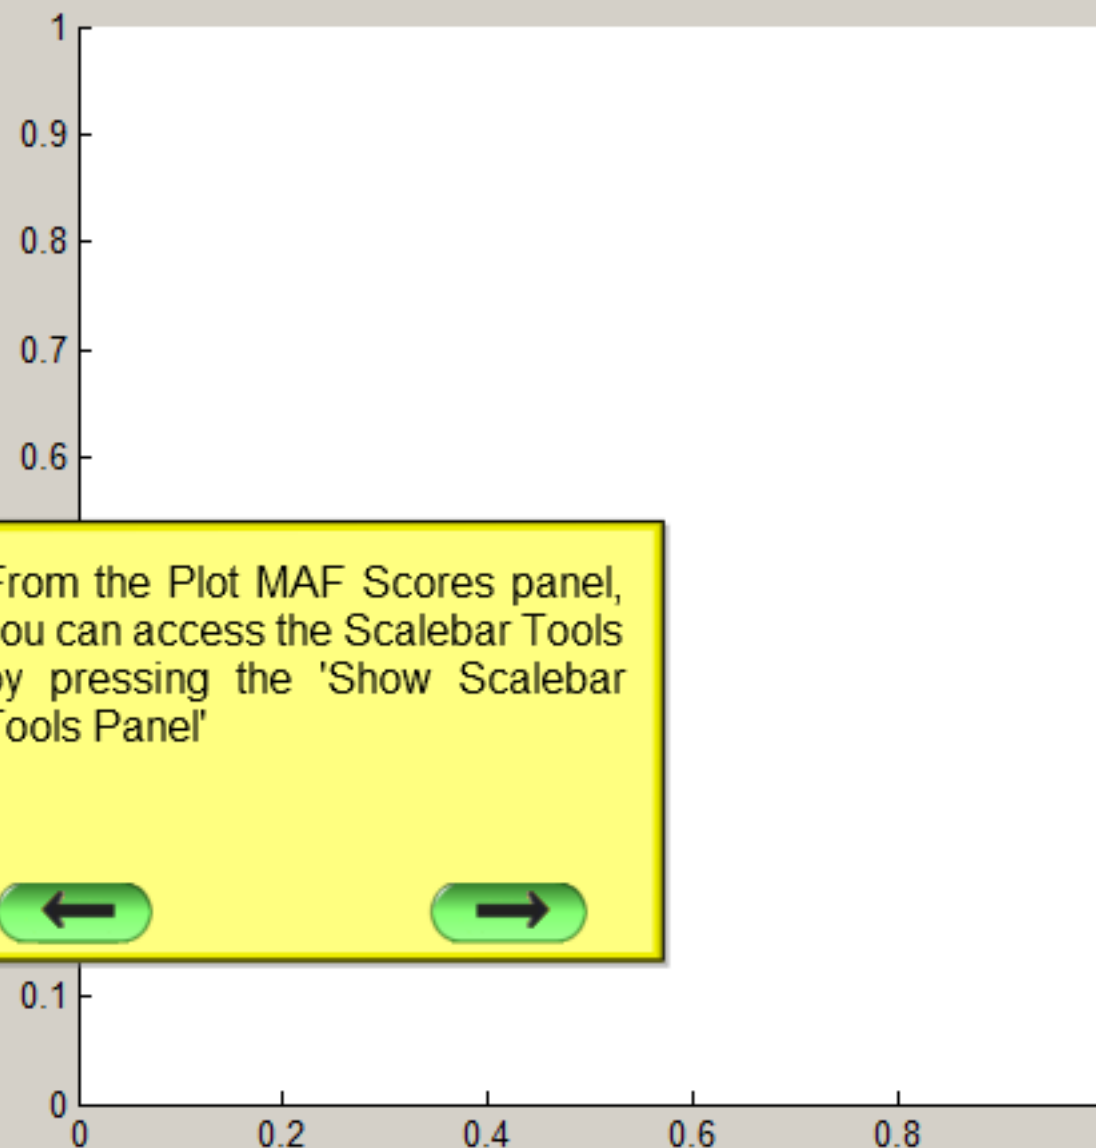 1
0.9
0.8
0.7
0.6
From the Plot MAF Scores panel,
ou can access the Scalebar Tools
by pressing the 'Show Scalebar
Tools Panel'
0.1
0
0 0.2 0.4 0.6 0.8